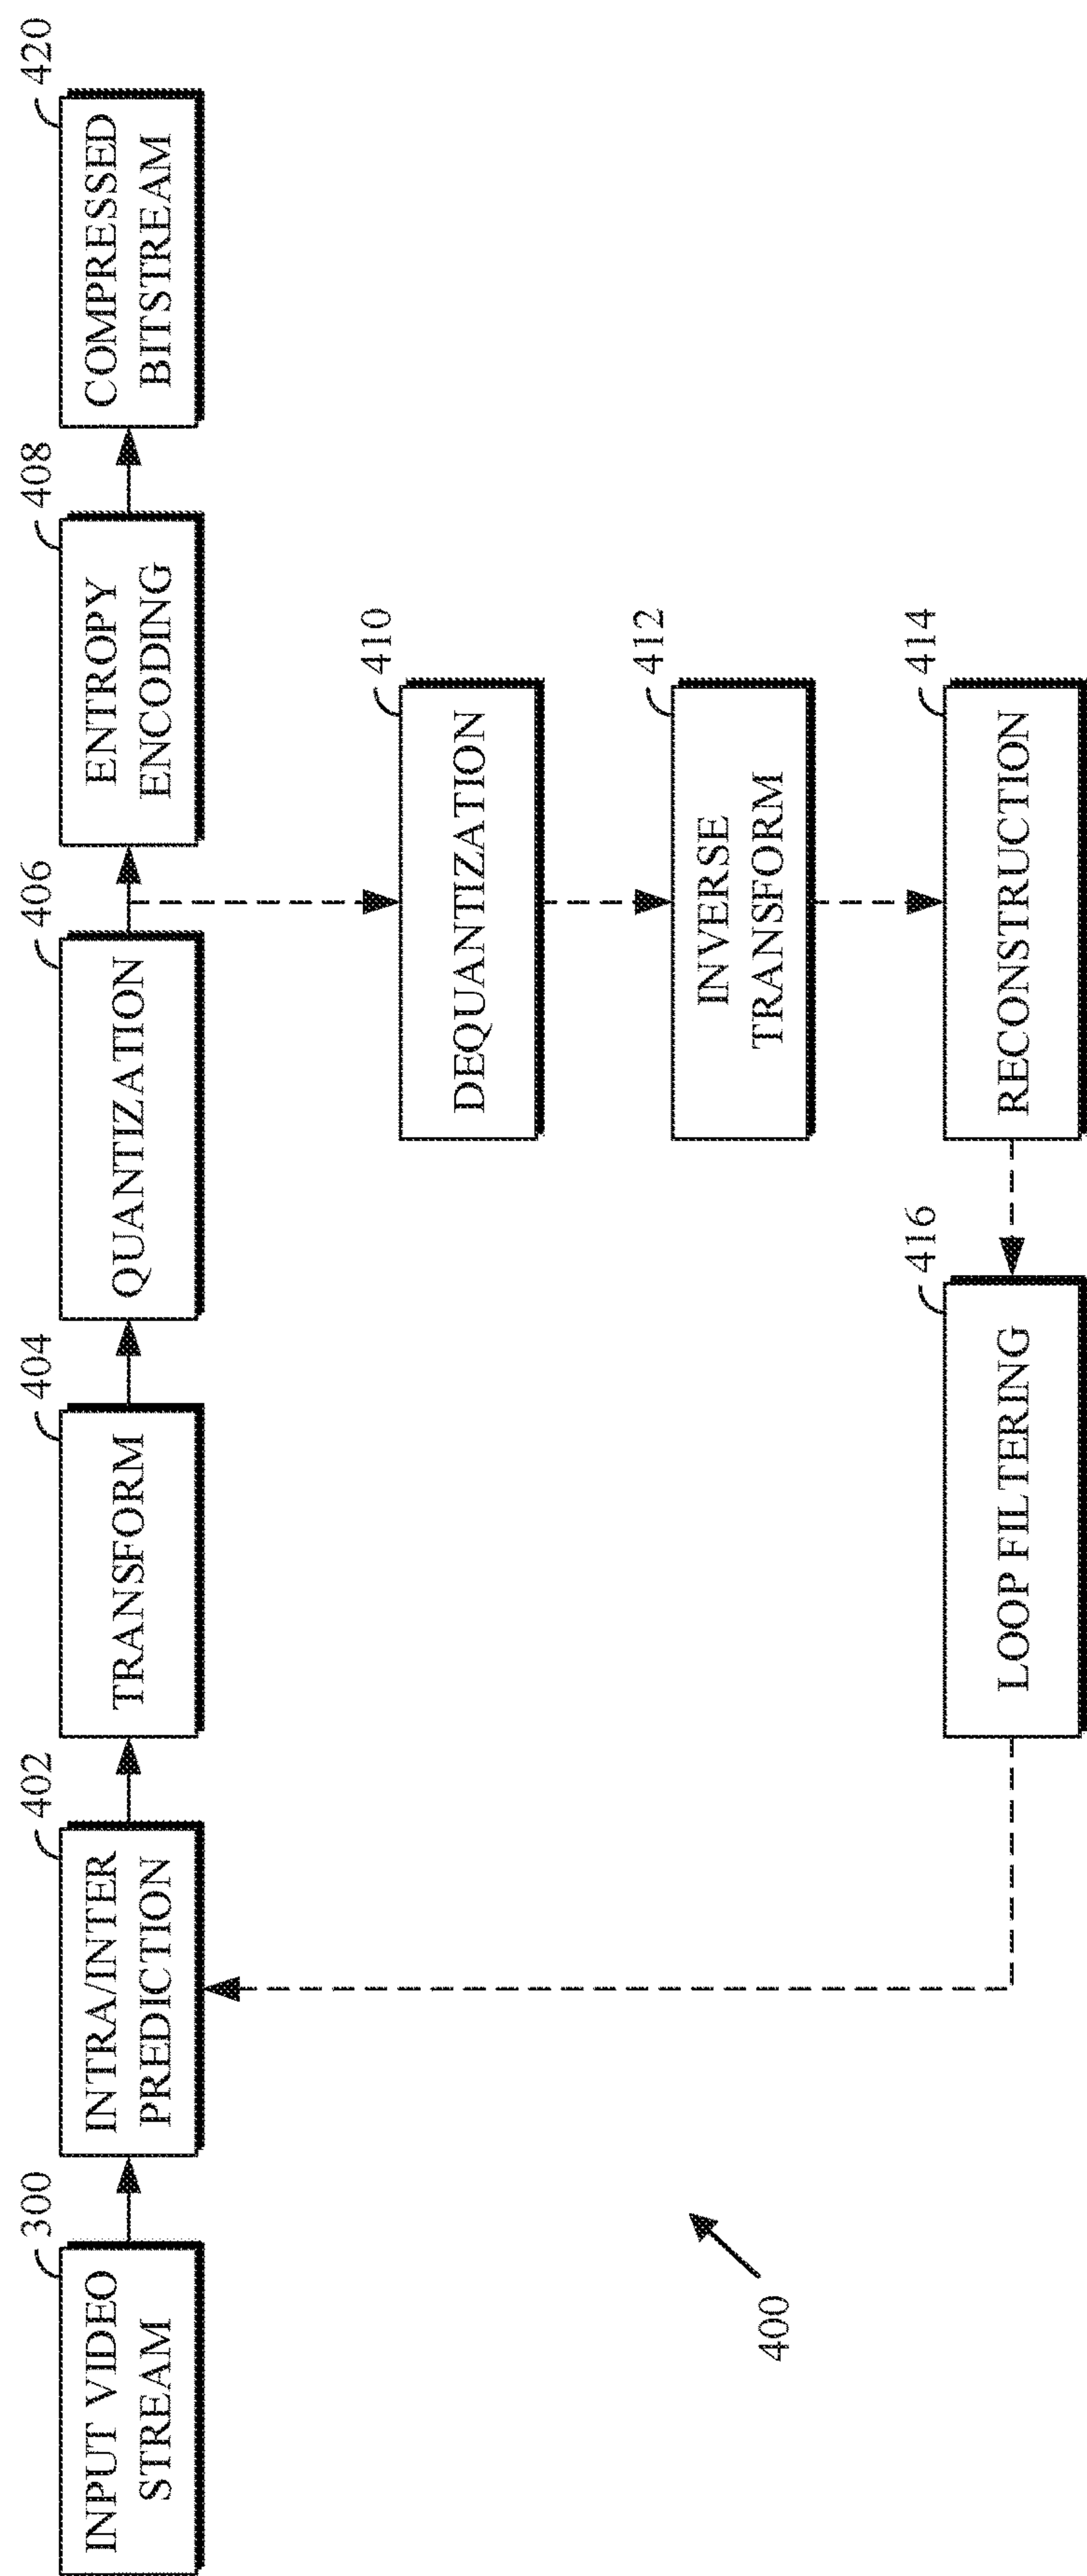 300
INPUT VIDEO
STREAM
402
INTRA/INTER
PREDICTION
404
TRANSFORM
406
QUANTIZATION
408
ENTROPY
ENCODING
420
COMPRESSED
BITSTREAM
410
DEQUANTIZATION
412
INVERSE
TRANSFORM
414
RECONSTRUCTION
416
LOOP FILTERING
400